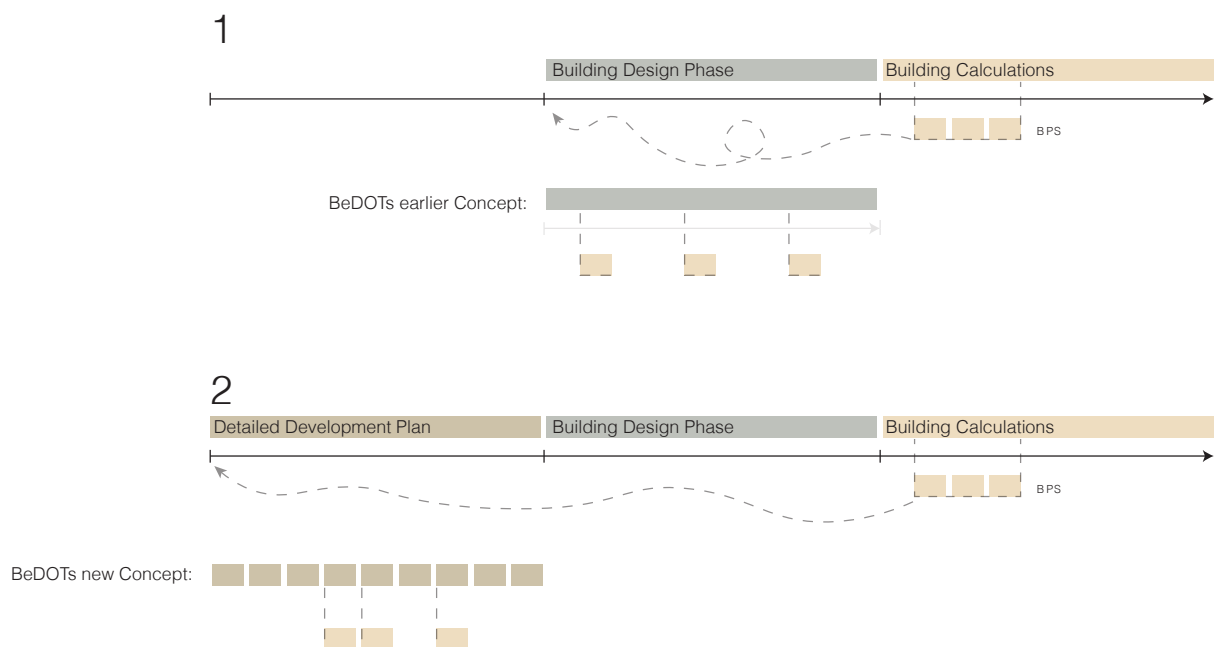 1
Building Design Phase
Building Calculations
BPS
BeDOTs earlier Concept:
2
Detailed Development Plan
Building Design Phase
Building Calculations
BPS
BeDOTs new Concept: